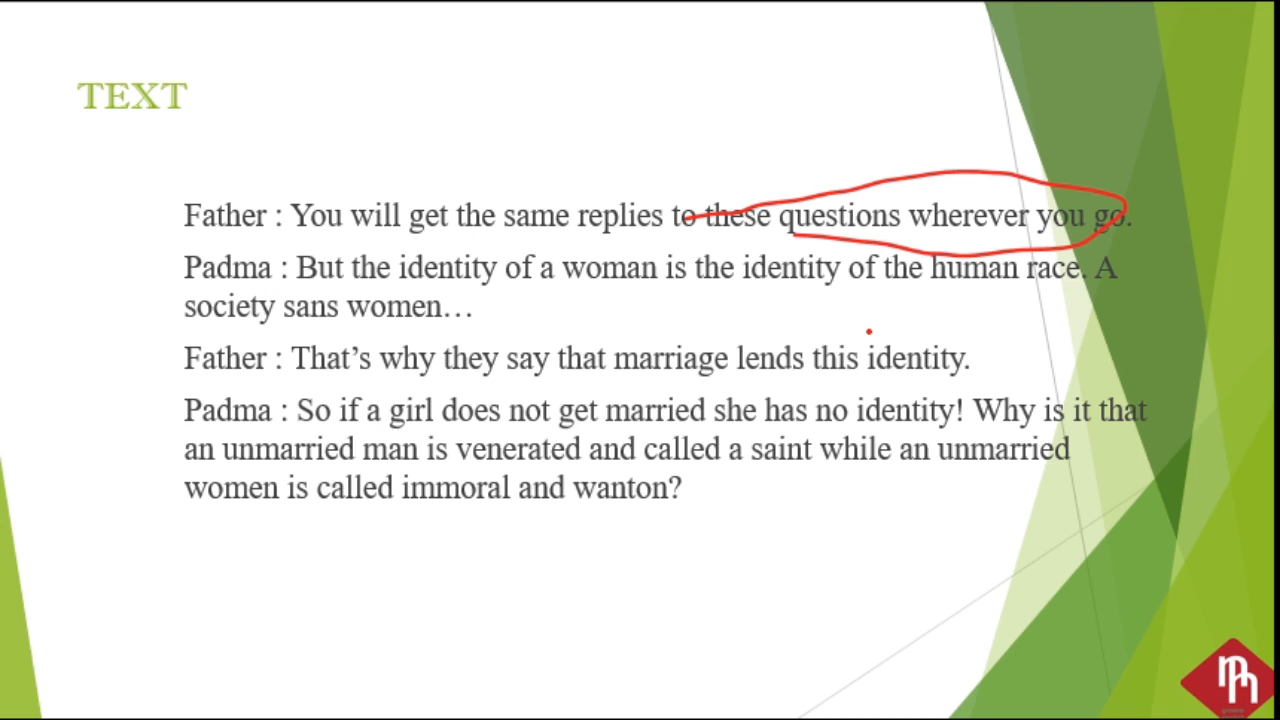 TEXT
Father : You will get the same replies to these questions wherever you go.
Padma : But the identity of a woman is the identity of the human race. A
society sans women…
Father : That’s why they say that marriage lends this identity.
Padma : So if a girl does not get married she has no identity! Why is it that
an unmarried man is venerated and called a saint while an unmarried
women is called immoral and wanton?